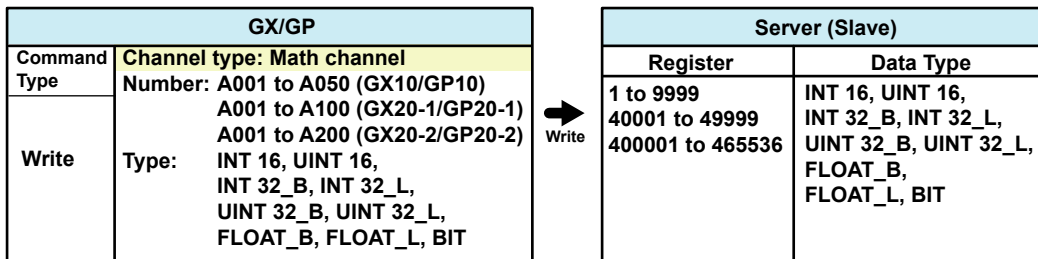 GX/GP
Command Type
Channel type: Math channel
Number: A001 to A050 (GX10/GP10)
A001 to A100 (GX20-1/GP20-1)
A001 to A200 (GX20-2/GP20-2)
Write
Type: INT 16, UINT 16,
INT 32_B, INT 32_L,
UINT 32_B, UINT 32_L,
FLOAT_B, FLOAT_L, BIT
Write
Server (Slave)
Register
Data Type
1 to 9999
40001 to 49999
400001 to 465536
INT 16, UINT 16,
INT 32_B, INT 32_L,
UINT 32_B, UINT 32_L,
FLOAT_B,
FLOAT_L, BIT